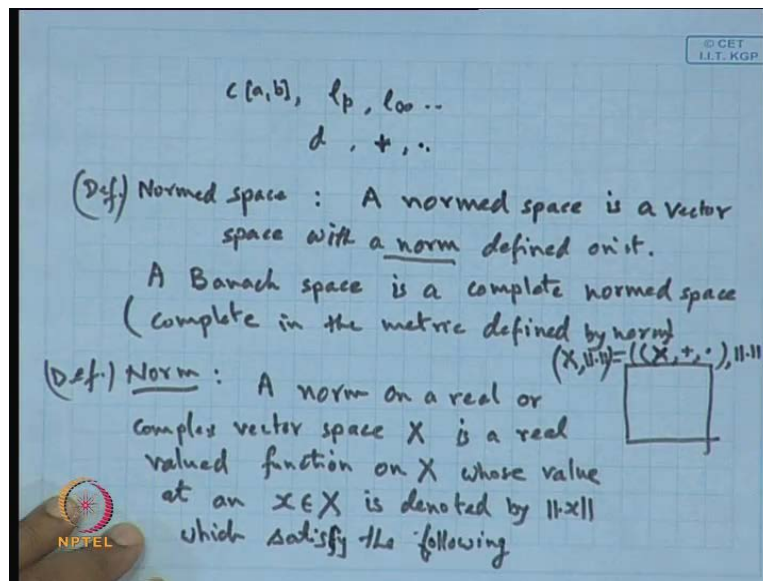 © CET
I.I.T. KGP
C[a,b], lp, l∞ ..
d , +, ..
(Def.) Normed space : A normed space is a vector
space with a norm defined on it.
A Banach space is a complete normed space
(complete in the metric defined by norm)
(X,||.||)=((X,+,·),||.||
(Def.) Norm : A norm on a real or
complex vector space X is a real
valued function on X whose value
at an x∈X is denoted by ||x||
which satisfy the following
NPTEL